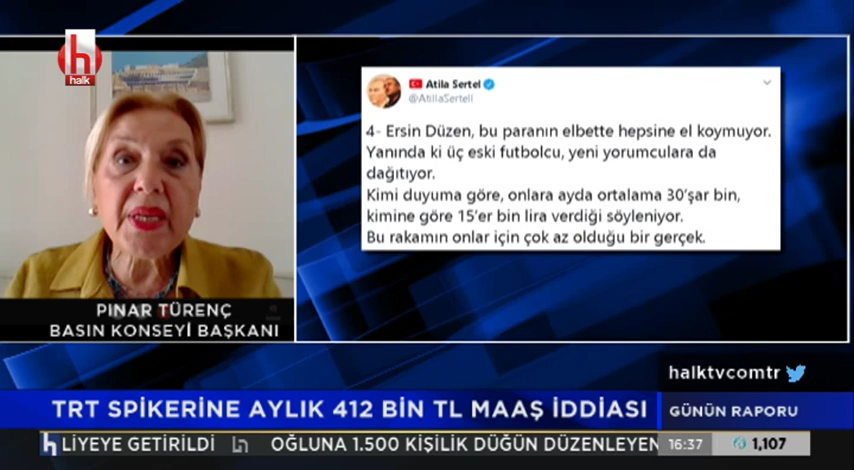 h
halk
Atila Sertel
@AtillaSertell
4- Ersin Düzen, bu paranın elbette hepsine el koymuyor.
Yanında ki üç eski futbolcu, yeni yorumculara da
dağıtıyor.
Kimi duyuma göre, onlara ayda ortalama 30'şar bin,
kimine göre 15'er bin lira verdiği söyleniyor.
Bu rakamın onlar için çok az olduğu bir gerçek.
PINAR TÜRENÇ
BASIN KONSEYİ BAŞKANI
halktvcomtr
TRT SPİKERİNE AYLIK 412 BİN TL MAAŞ İDDİASI
GÜNÜN RAPORU
h LİYEYE GETİRİLDİ h OĞLUNA 1.500 KİŞİLİK DÜĞÜN DÜZENLEYEN
16:37
1,107